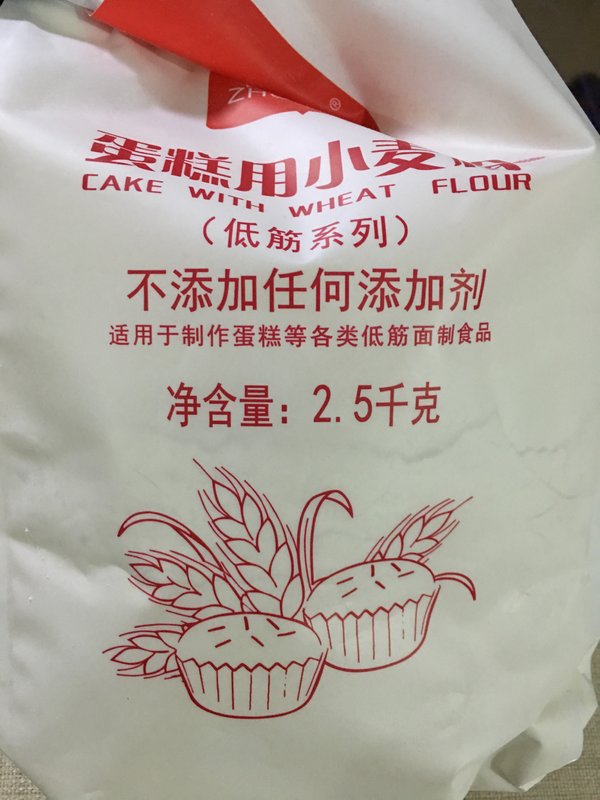 ZH
®
蛋糕用小麦
CAKE WITH WHEAT FLOUR
（低筋系列）
不添加任何添加剂
适用于制作蛋糕等各类低筋面制食品
净含量：2.5千克